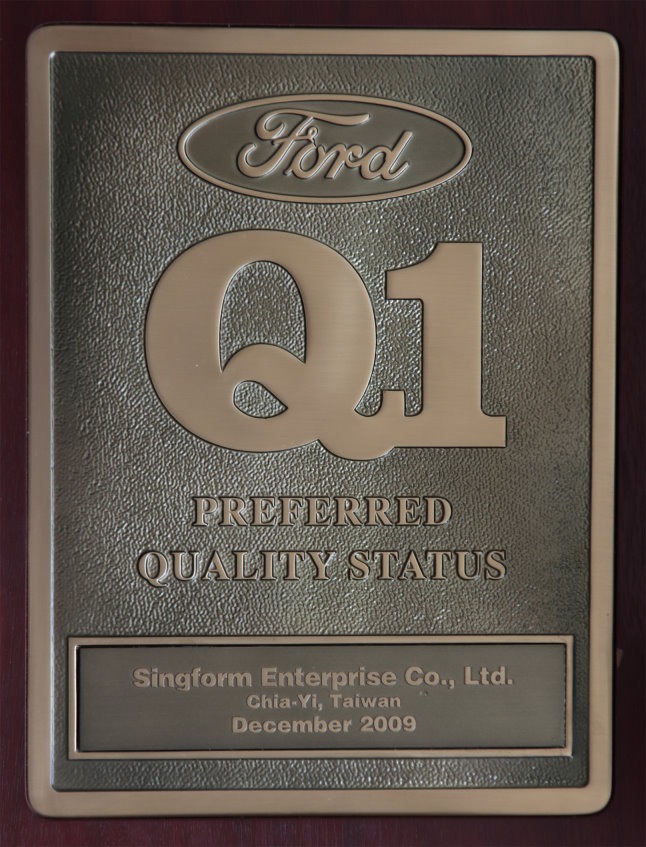 Ford
Q1
PREFERRED
QUALITY STATUS
Singform Enterprise Co., Ltd.
Chia-Yi, Taiwan
December 2009